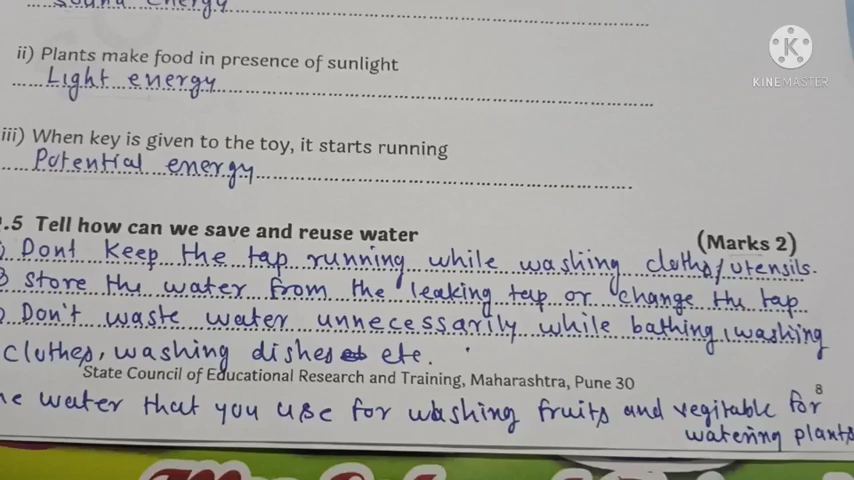 Sound energy
ii) Plants make food in presence of sunlight
Light energy
iii) When key is given to the toy, it starts running
Potential energy
.5 Tell how can we save and reuse water (Marks 2)
Dont keep the tap running while washing cloths/utensils.
Store the water from the leaking tap or change the tap
Don't waste water unnecessarily while bathing, washing
clothes, washing dishes etc.
State Council of Educational Research and Training, Maharashtra, Pune 30
8
water that you use for washing fruits and vegitable for
watering plants
K
KINEMASTER